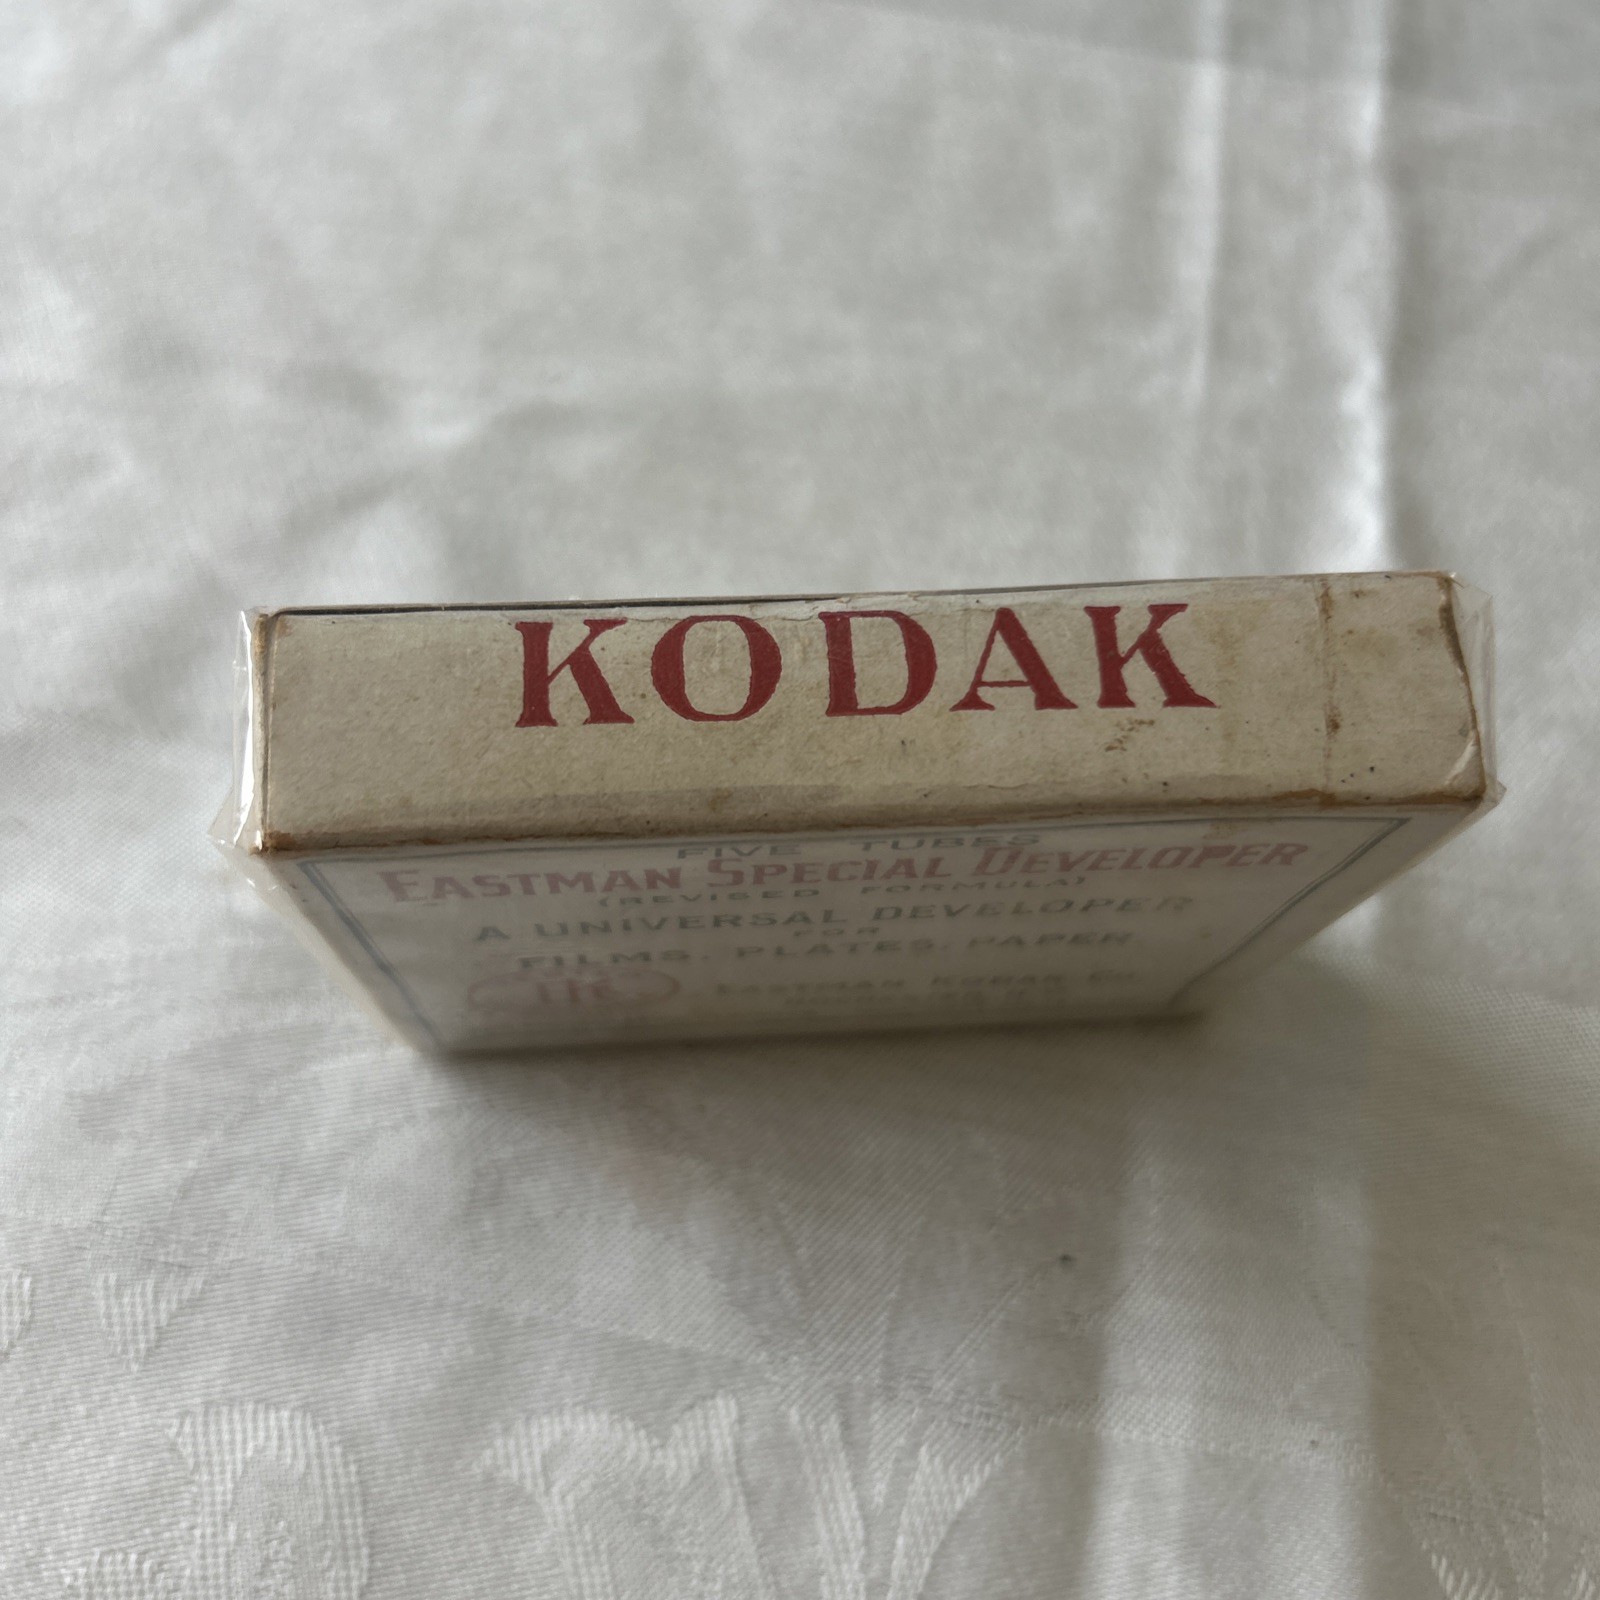 KODAK
FIVE TUBES
EASTMAN SPECIAL DEVELOPER
(REVISED FORMULA)
A UNIVERSAL DEVELOPER
FOR
FILMS, PLATES, PAPER
EASTMAN KODAK CO.